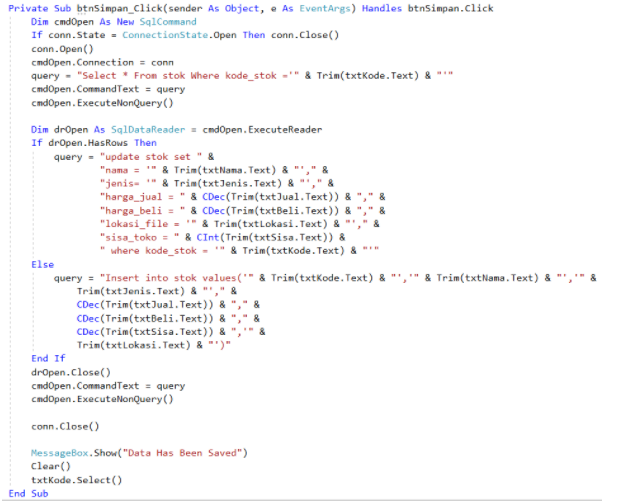 Private Sub btnSimpan_Click(sender As Object, e As EventArgs) Handles btnSimpan.Click
Dim cmdOpen As New SqlCommand
If conn.State = ConnectionState.Open Then conn.Close()
conn.Open()
cmdOpen.Connection = conn
query = "Select * From stok Where kode_stok ='" & Trim(txtKode.Text) & "'"
cmdOpen.CommandText = query
cmdOpen.ExecuteNonQuery()
Dim drOpen As SqlDataReader = cmdOpen.ExecuteReader
If drOpen.HasRows Then
query = "update stok set " &
"nama = '" & Trim(txtNama.Text) & "'," &
"jenis= '" & Trim(txtJenis.Text) & "'," &
"harga_jual = " & CDec(Trim(txtJual.Text)) & "," &
"harga_beli = " & CDec(Trim(txtBeli.Text)) & "," &
"lokasi_file = '" & Trim(txtLokasi.Text) & "'," &
"sisa_toko = " & CInt(Trim(txtSisa.Text)) &
" where kode_stok = '" & Trim(txtKode.Text) & "'"
Else
query = "Insert into stok values('" & Trim(txtKode.Text) & "','" & Trim(txtNama.Text) & "','" &
Trim(txtJenis.Text) & "'," &
CDec(Trim(txtJual.Text)) & "," &
CDec(Trim(txtBeli.Text)) & "," &
CDec(Trim(txtSisa.Text)) & ",'" &
Trim(txtLokasi.Text) & "')"
End If
drOpen.Close()
cmdOpen.CommandText = query
cmdOpen.ExecuteNonQuery()
conn.Close()
MessageBox.Show("Data Has Been Saved")
Clear()
txtKode.Select()
End Sub